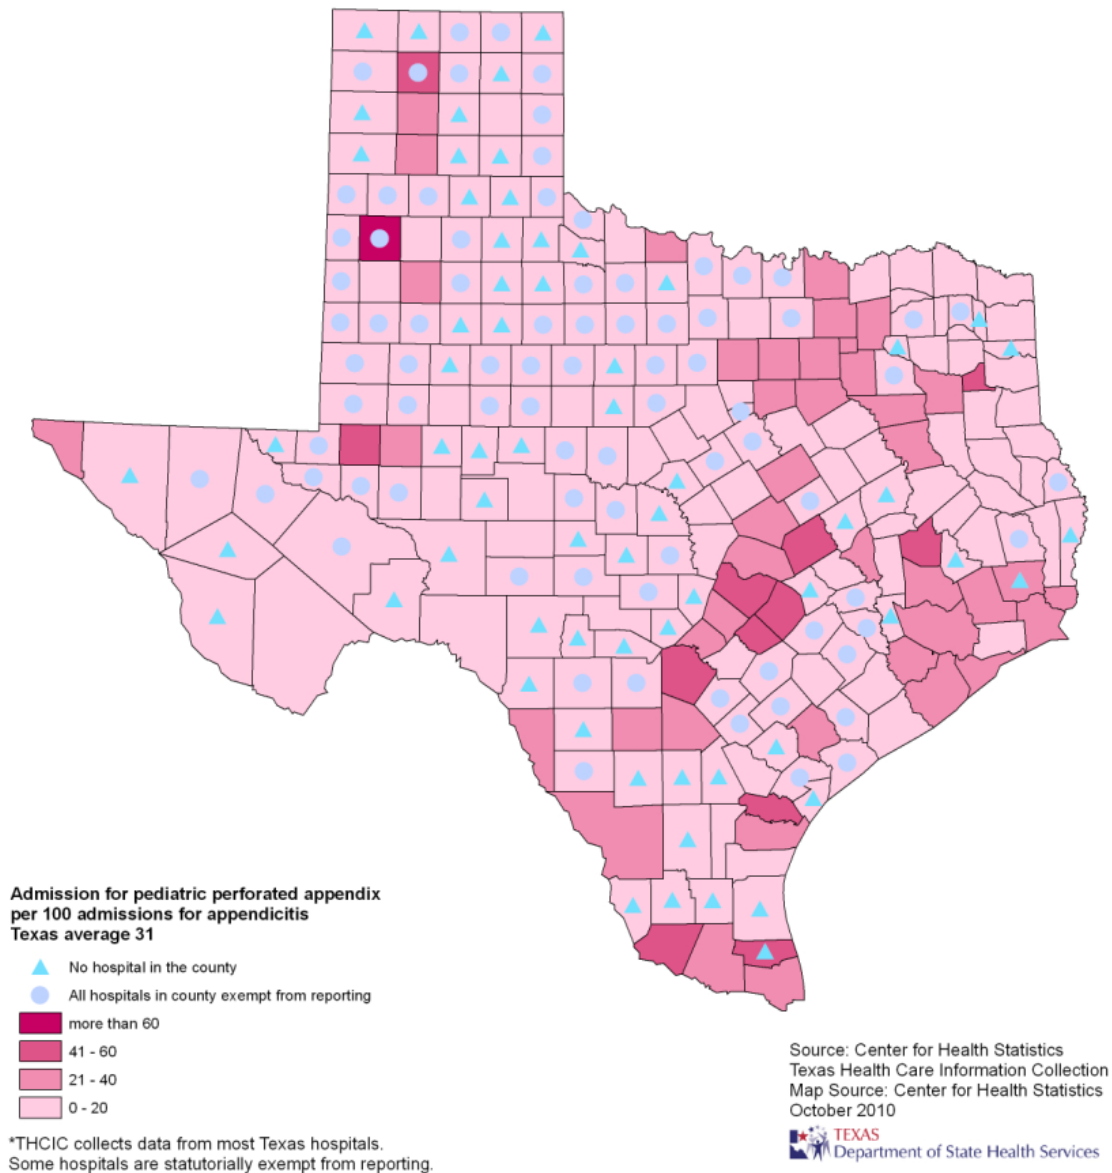 Admission for pediatric perforated appendix
per 100 admissions for appendicitis
Texas average 31
No hospital in the county
All hospitals in county exempt from reporting
more than 60
41 - 60
21 - 40
0 - 20
*THCIC collects data from most Texas hospitals.
Some hospitals are statutorially exempt from reporting.
Source: Center for Health Statistics
Texas Health Care Information Collection
Map Source: Center for Health Statistics
October 2010
TEXAS
Department of State Health Services